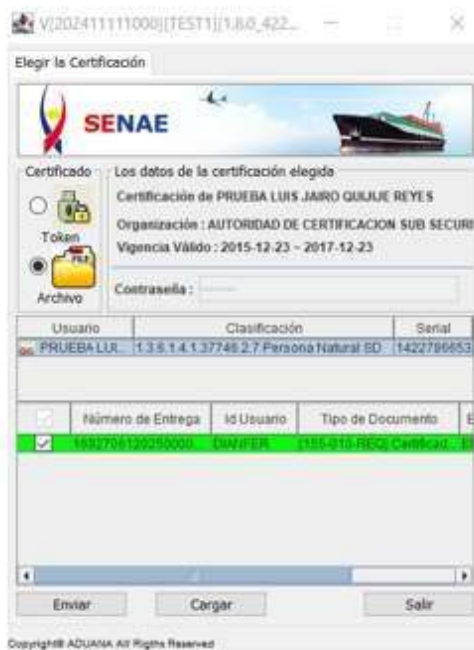 V[202411111000][TEST1][1.8.0_422...
Elegir la Certificación
SENAE
Certificado
Los datos de la certificación elegida
Certificación de PRUEBA LUIS JAIRO QUIJIJE REYES
Organización : AUTORIDAD DE CERTIFICACION SUB SECURI
Vigencia Válido : 2015-12-23 ~ 2017-12-23
Token
Archivo
Contraseña :
Usuario Clasificación Serial
PRUEBA LUI... 1.3.6.1.4.1.37746.2.7 Persona Natural SD
Número de Entrega Id Usuario Tipo de Documento E
DIANFER [155-010-REQ] Certificad...
Enviar Cargar Salir
Copyright® ADUANA All Rigths Reserved